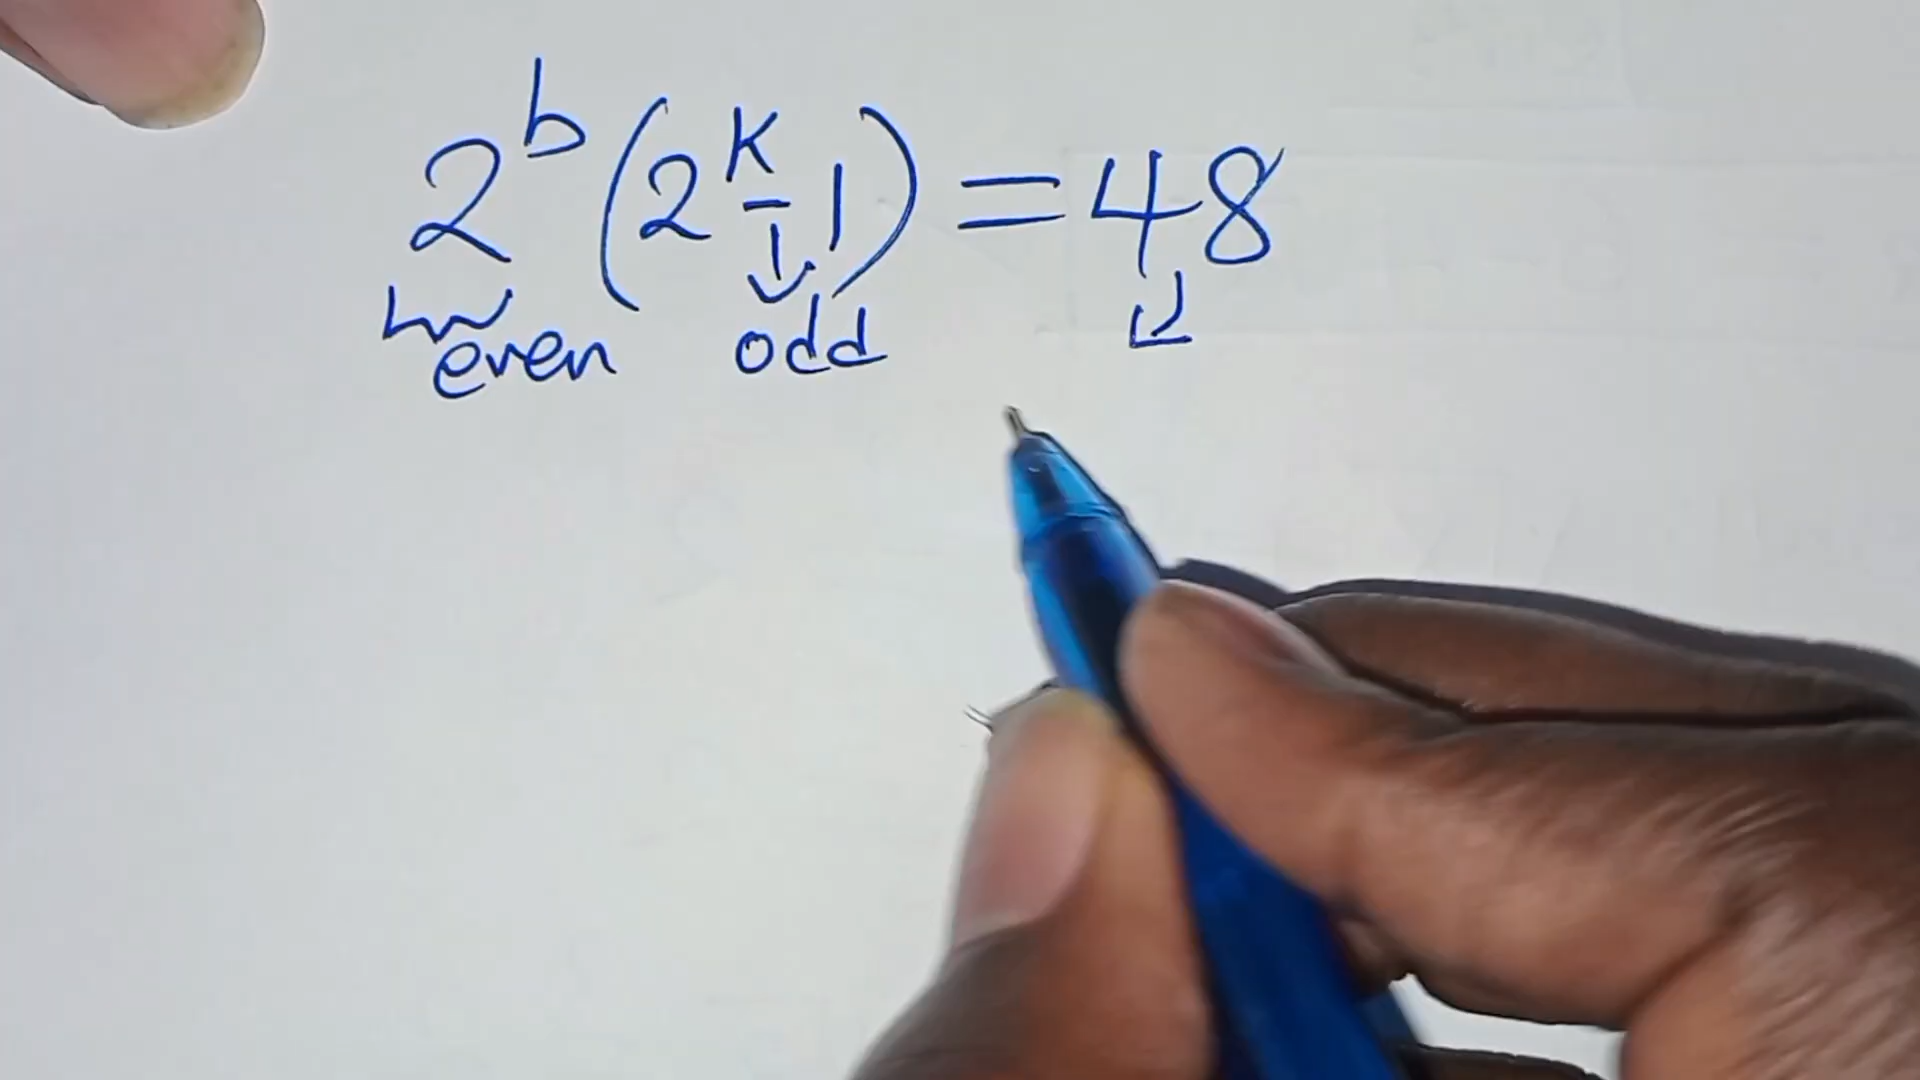 2^b (2^k - 1) = 48
even odd